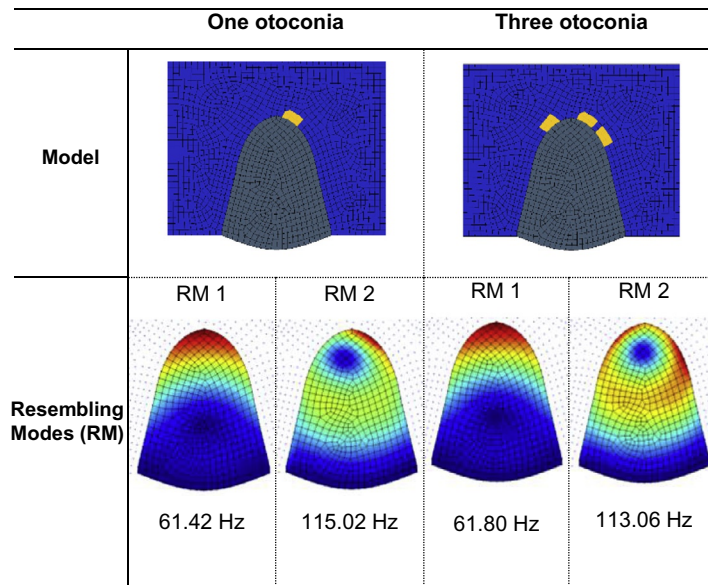 One otoconia
Three otoconia
Model
RM 1
RM 2
RM 1
RM 2
Resembling
Modes (RM)
61.42 Hz
115.02 Hz
61.80 Hz
113.06 Hz